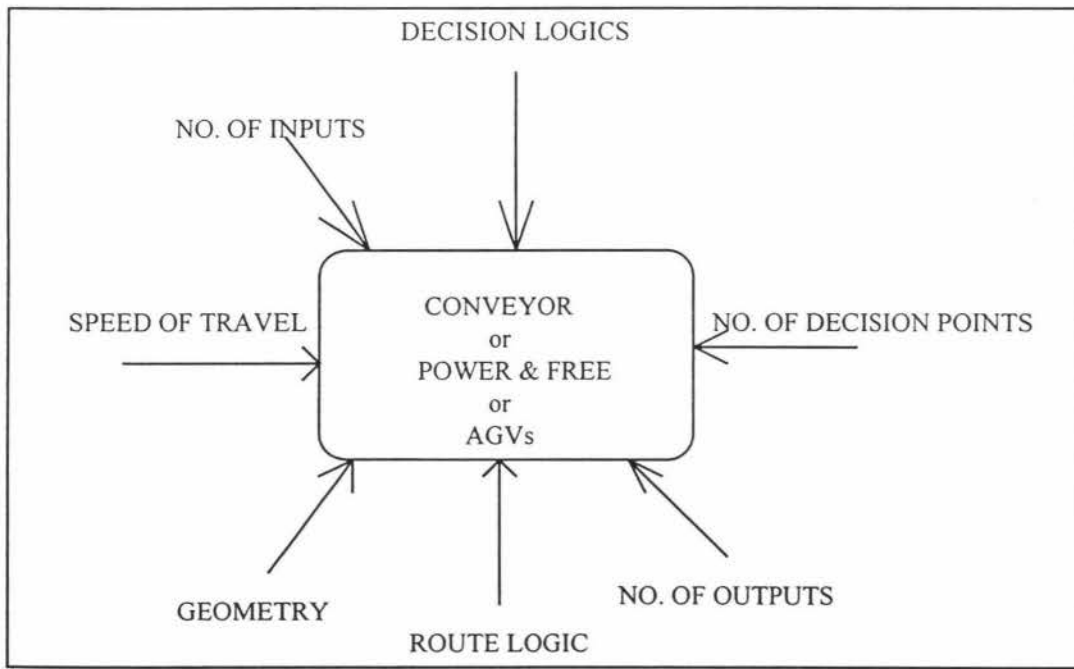 DECISION LOGICS
NO. OF INPUTS
SPEED OF TRAVEL
CONVEYOR
or
POWER & FREE
or
AGVs
NO. OF DECISION POINTS
GEOMETRY
ROUTE LOGIC
NO. OF OUTPUTS